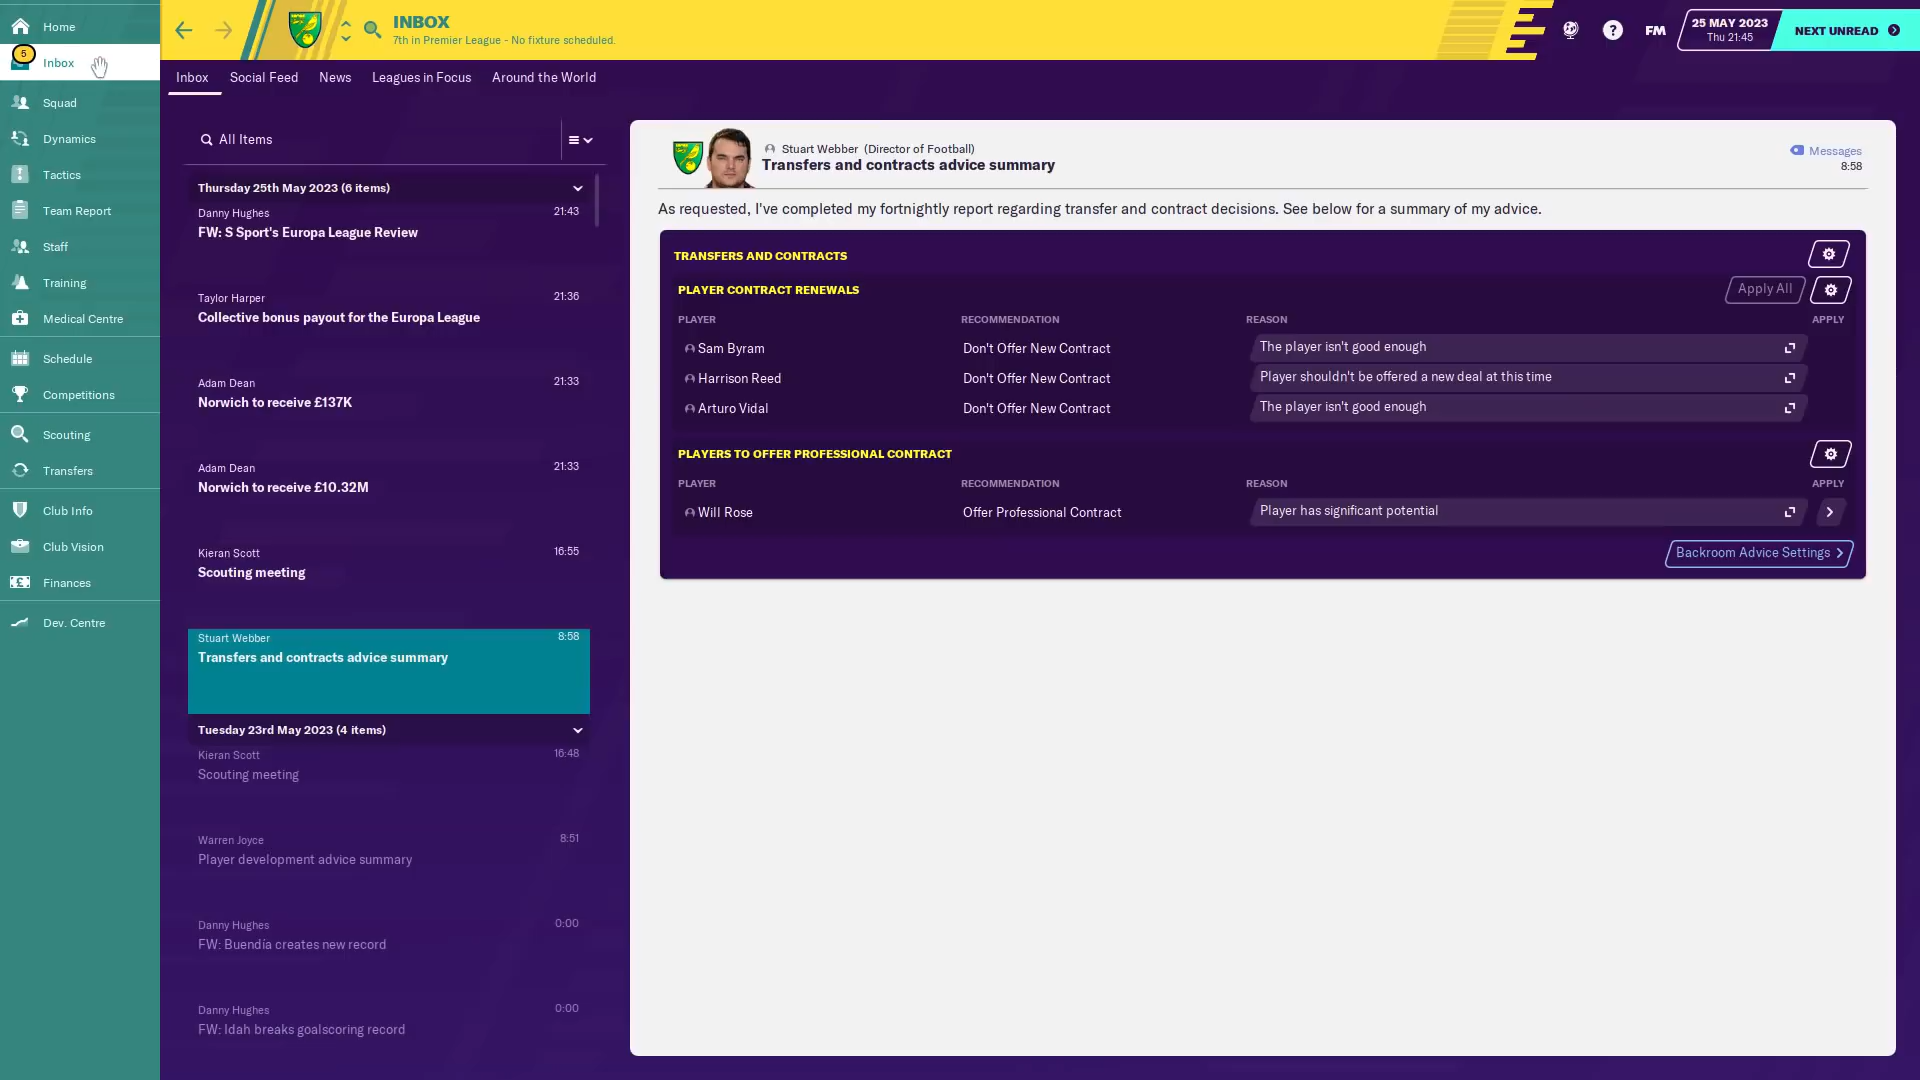 Home
5
Inbox
Squad
Dynamics
Tactics
Team Report
Staff
Training
Medical Centre
Schedule
Competitions
Scouting
Transfers
Club Info
Club Vision
Finances
Dev. Centre
INBOX
7th in Premier League - No fixture scheduled.
?
FM
25 MAY 2023
Thu 21:45
NEXT UNREAD
Inbox
Social Feed
News
Leagues in Focus
Around the World
All Items
Thursday 25th May 2023 (6 items)
Danny Hughes 21:43
FW: S Sport's Europa League Review
Taylor Harper 21:36
Collective bonus payout for the Europa League
Adam Dean 21:33
Norwich to receive £137K
Adam Dean 21:33
Norwich to receive £10.32M
Kieran Scott 16:55
Scouting meeting
Stuart Webber 8:58
Transfers and contracts advice summary
Tuesday 23rd May 2023 (4 items)
Kieran Scott 16:48
Scouting meeting
Warren Joyce 8:51
Player development advice summary
Danny Hughes 0:00
FW: Buendía creates new record
Danny Hughes 0:00
FW: Idah breaks goalscoring record
Stuart Webber (Director of Football)
Transfers and contracts advice summary
Messages
8:58
As requested, I've completed my fortnightly report regarding transfer and contract decisions. See below for a summary of my advice.
TRANSFERS AND CONTRACTS
PLAYER CONTRACT RENEWALS
Apply All
PLAYER RECOMMENDATION REASON APPLY
Sam Byram Don't Offer New Contract The player isn't good enough
Harrison Reed Don't Offer New Contract Player shouldn't be offered a new deal at this time
Arturo Vidal Don't Offer New Contract The player isn't good enough
PLAYERS TO OFFER PROFESSIONAL CONTRACT
PLAYER RECOMMENDATION REASON APPLY
Will Rose Offer Professional Contract Player has significant potential
Backroom Advice Settings